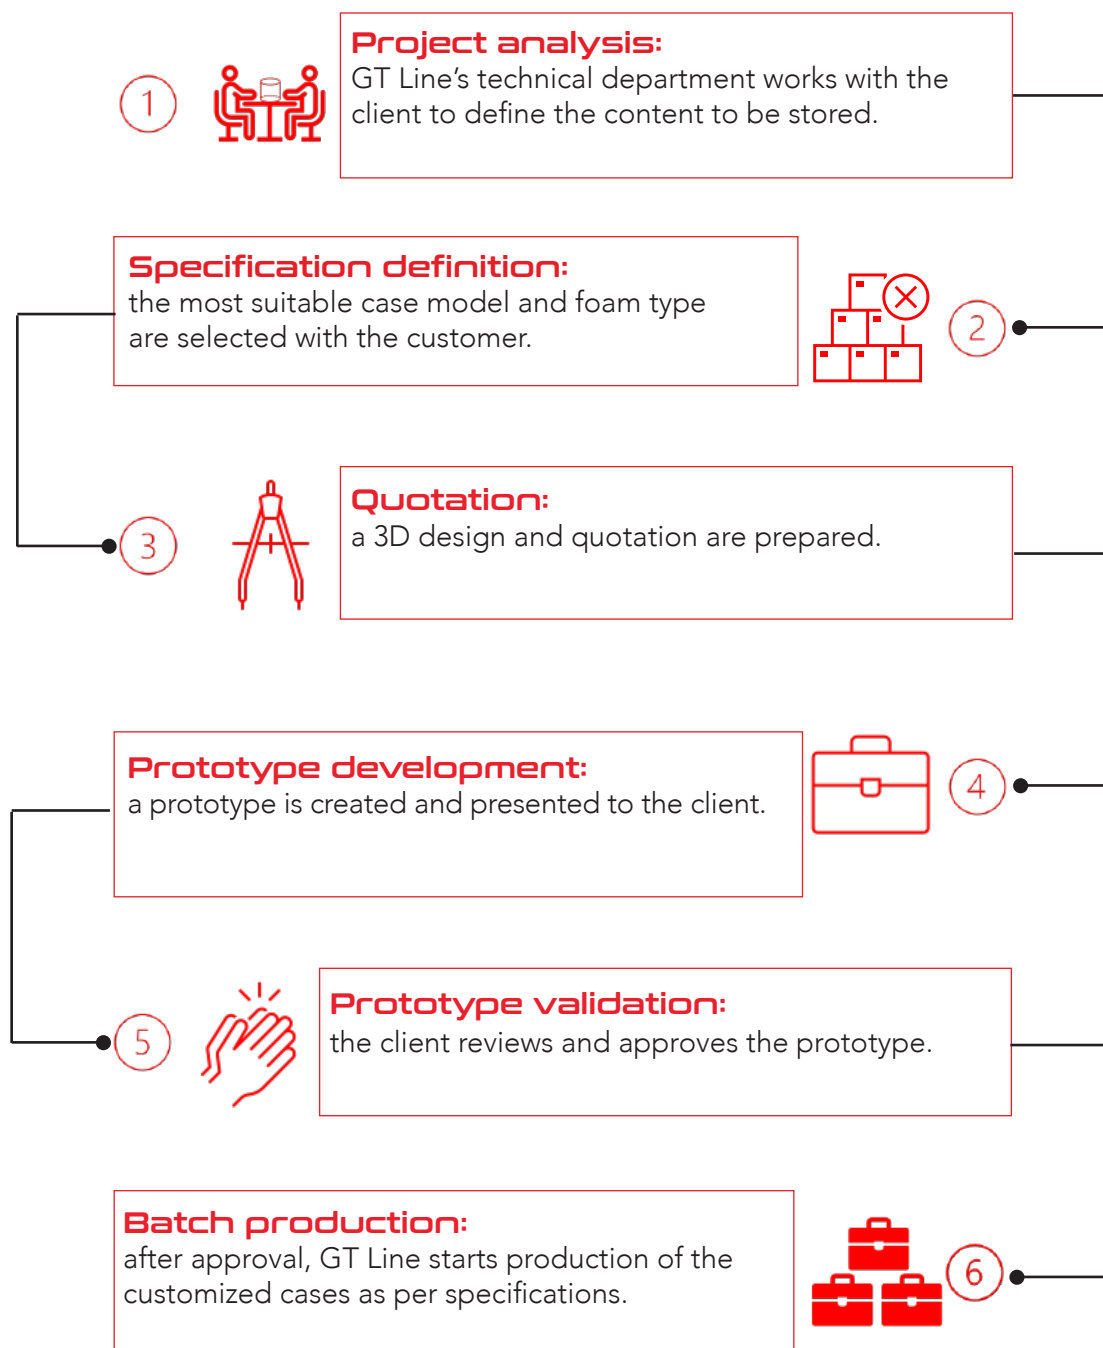 1
Project analysis:
GT Line's technical department works with the
client to define the content to be stored.
Specification definition:
the most suitable case model and foam type
are selected with the customer.
2
3
Quotation:
a 3D design and quotation are prepared.
Prototype development:
a prototype is created and presented to the client.
4
5
Prototype validation:
the client reviews and approves the prototype.
Batch production:
after approval, GT Line starts production of the
customized cases as per specifications.
6